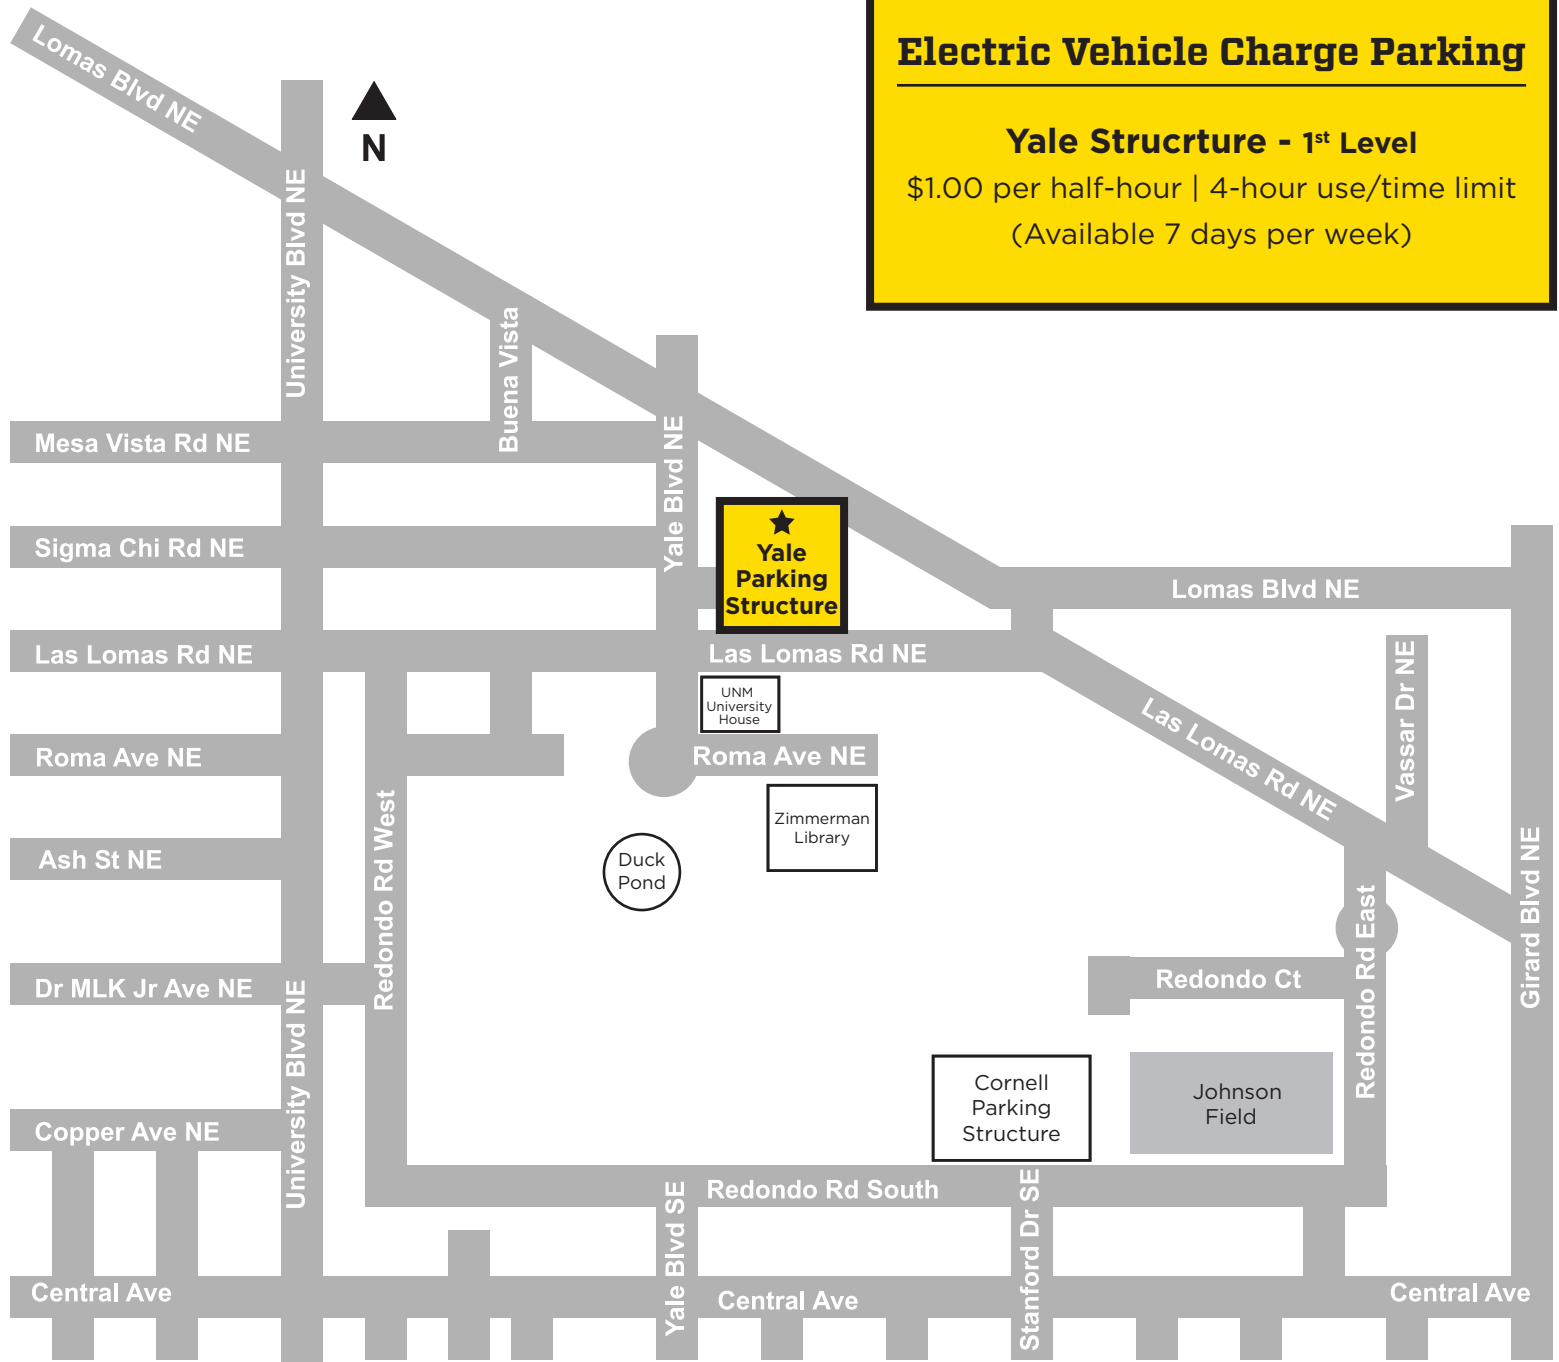 Electric Vehicle Charge Parking
Yale Strucrture - 1st Level
$1.00 per half-hour | 4-hour use/time limit
(Available 7 days per week)
Lomas Blvd NE
N
University Blvd NE
Buena Vista
Mesa Vista Rd NE
Yale Blvd NE
Sigma Chi Rd NE
Yale
Parking
Structure
Lomas Blvd NE
Las Lomas Rd NE
Las Lomas Rd NE
Vassar Dr NE
UNM
University
House
Las Lomas Rd NE
Roma Ave NE
Roma Ave NE
Redondo Rd West
Zimmerman
Library
Ash St NE
Duck
Pond
Girard Blvd NE
Redondo Rd East
Dr MLK Jr Ave NE
University Blvd NE
Redondo Ct
Cornell
Parking
Structure
Johnson
Field
Copper Ave NE
Redondo Rd South
Yale Blvd SE
Stanford Dr SE
Central Ave
Central Ave
Central Ave